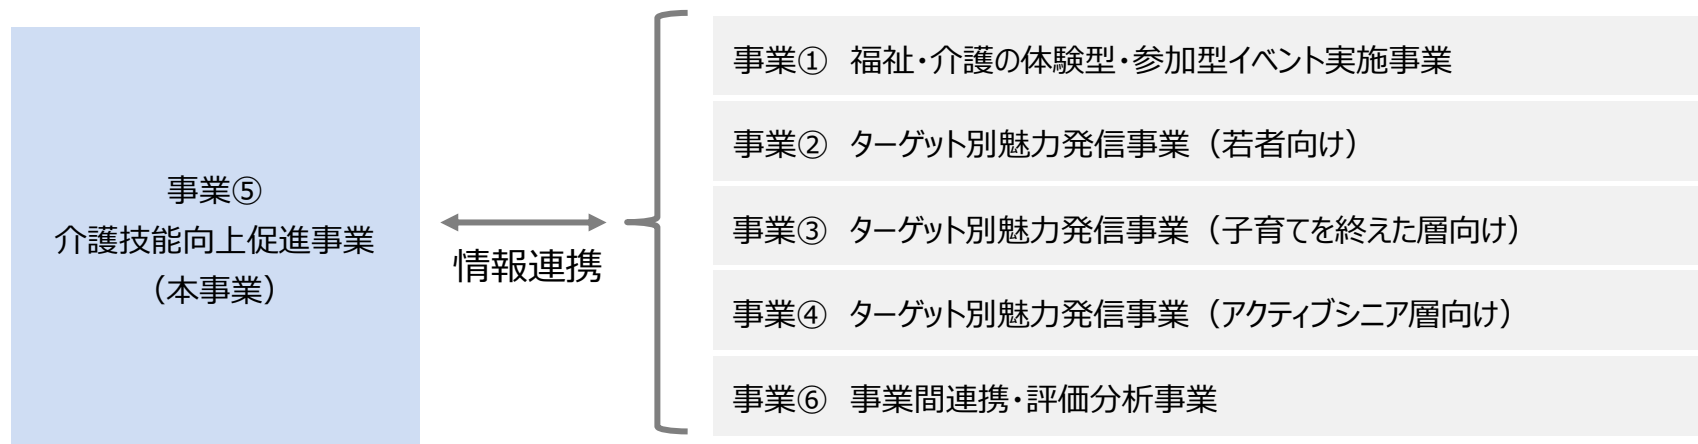 事業⑤
介護技能向上促進事業
（本事業）
情報連携
事業①　福祉・介護の体験型・参加型イベント実施事業
事業②　ターゲット別魅力発信事業（若者向け）
事業③　ターゲット別魅力発信事業（子育てを終えた層向け）
事業④　ターゲット別魅力発信事業（アクティブシニア層向け）
事業⑥　事業間連携・評価分析事業